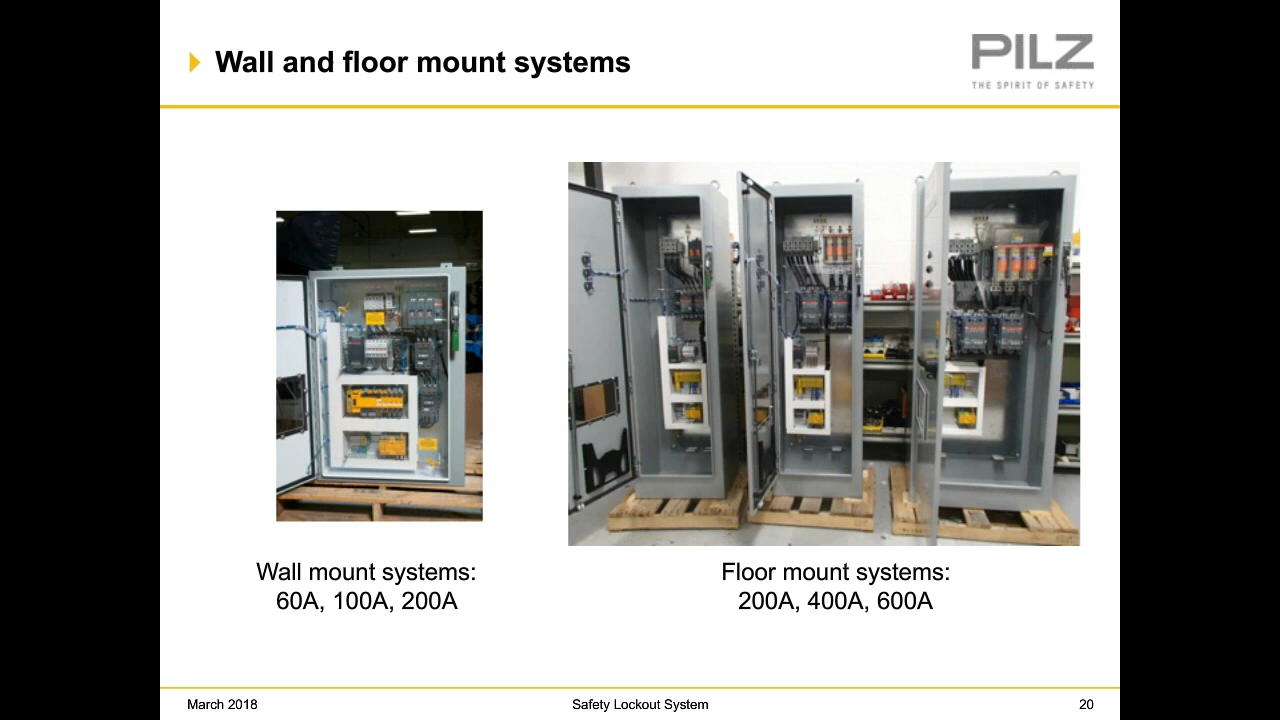 Wall and floor mount systems
PILZ
THE SPIRIT OF SAFETY
Wall mount systems:
60A, 100A, 200A
Floor mount systems:
200A, 400A, 600A
March 2018
Safety Lockout System
20